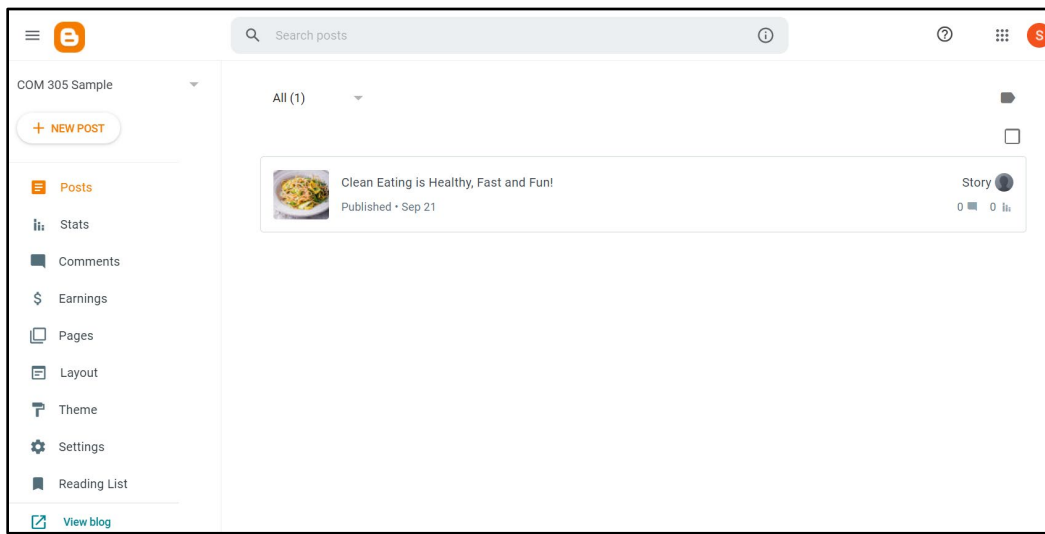 Search posts
S
COM 305 Sample
+ NEW POST
All (1)
Posts
Stats
Comments
$ Earnings
Pages
Layout
Theme
Settings
Reading List
View blog
Clean Eating is Healthy, Fast and Fun!
Story
Published • Sep 21
0 0